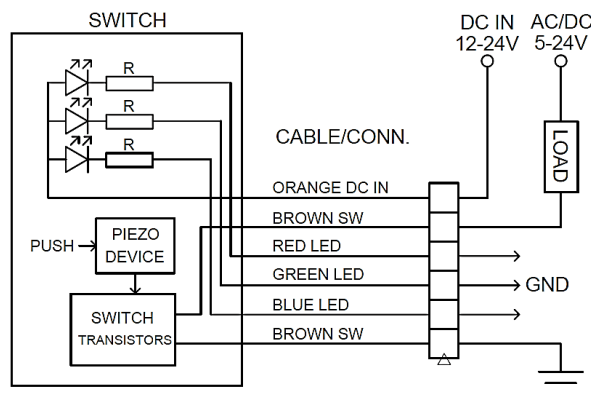 SWITCH
DC IN
12-24V
AC/DC
5-24V
R
R
R
CABLE/CONN.
LOAD
ORANGE DC IN
BROWN SW
RED LED
GREEN LED
BLUE LED
BROWN SW
GND
PUSH
PIEZO
DEVICE
SWITCH
TRANSISTORS